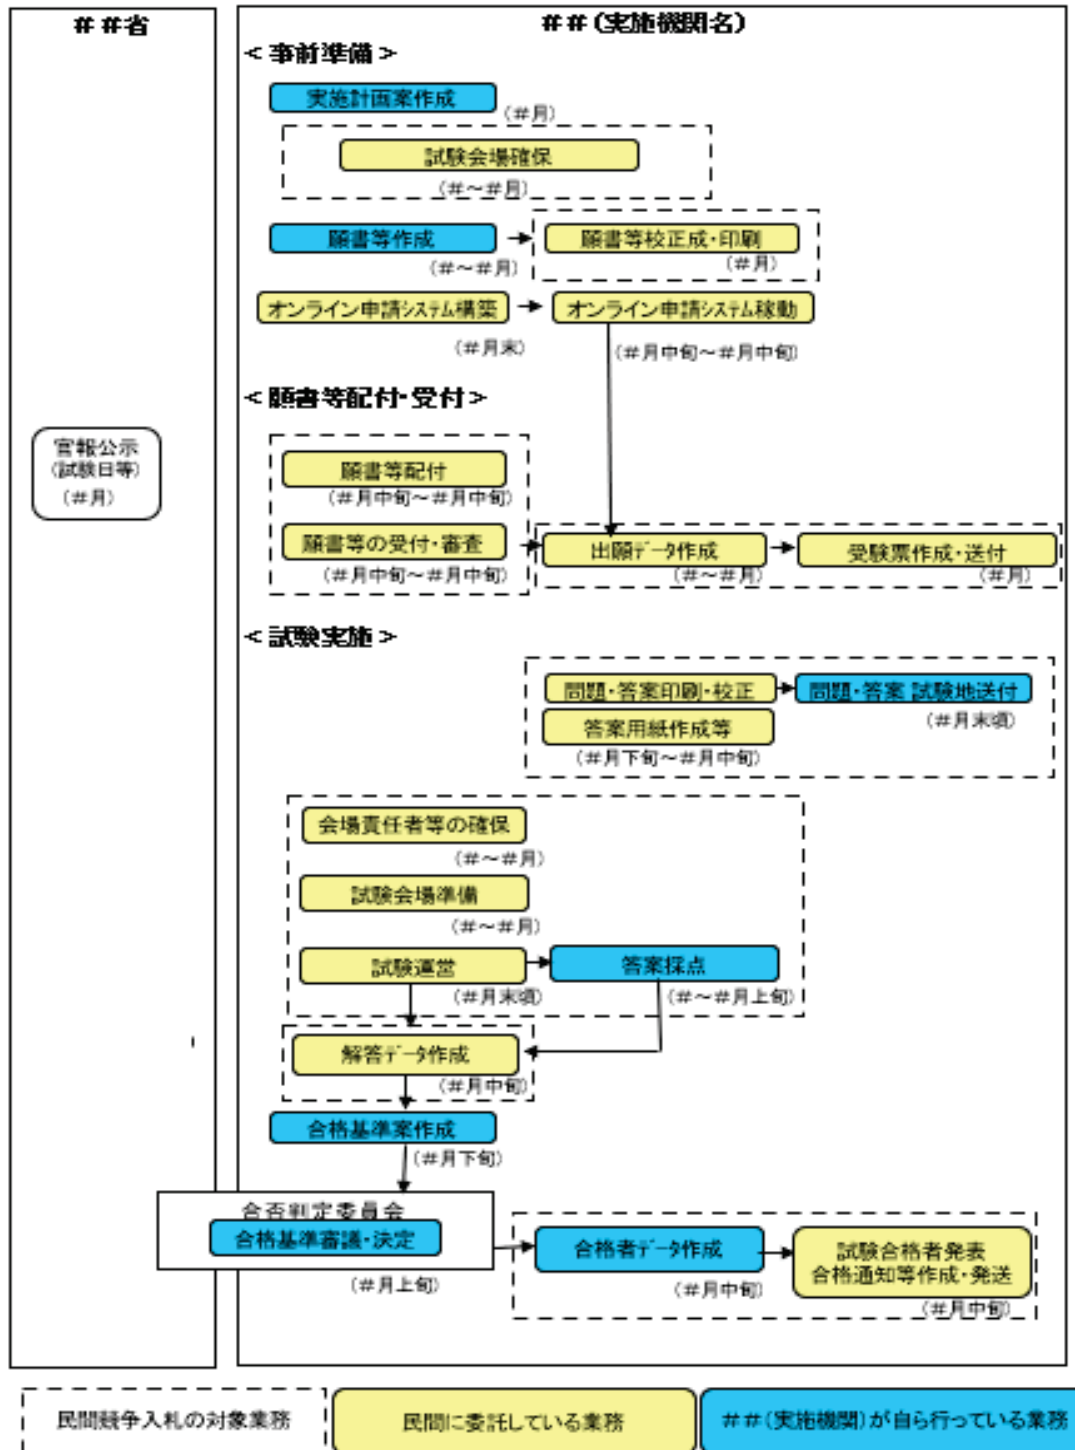 ＃＃省
＃＃（実施機関名）
＜事前準備＞
実施計画案作成
（＃月）
試験会場確保
（＃～＃月）
願書等作成
（＃～＃月）
願書等校正成・印刷
（＃月）
オンライン申請システム構築
（＃月末）
オンライン申請システム稼動
（＃月中旬～＃月中旬）
＜願書等配付・受付＞
官報公示
（試験日等）
（＃月）
願書等配付
（＃月中旬～＃月中旬）
願書等の受付・審査
（＃月中旬～＃月中旬）
出願データ作成
（＃～＃月）
受験票作成・送付
（＃月）
＜試験実施＞
問題・答案印刷・校正
問題・答案 試験地送付
（＃月末頃）
答案用紙作成等
（＃月下旬～＃月中旬）
会場責任者等の確保
（＃～＃月）
試験会場準備
（＃～＃月）
試験運営
（＃月末頃）
答案採点
（＃～＃月上旬）
解答データ作成
（＃月中旬）
合格基準案作成
（＃月下旬）
合否判定委員会
合格基準審議・決定
（＃月上旬）
合格者データ作成
（＃月中旬）
試験合格者発表
合格通知等作成・発送
（＃月中旬）
民間競争入札の対象業務
民間に委託している業務
＃＃（実施機関）が自ら行っている業務